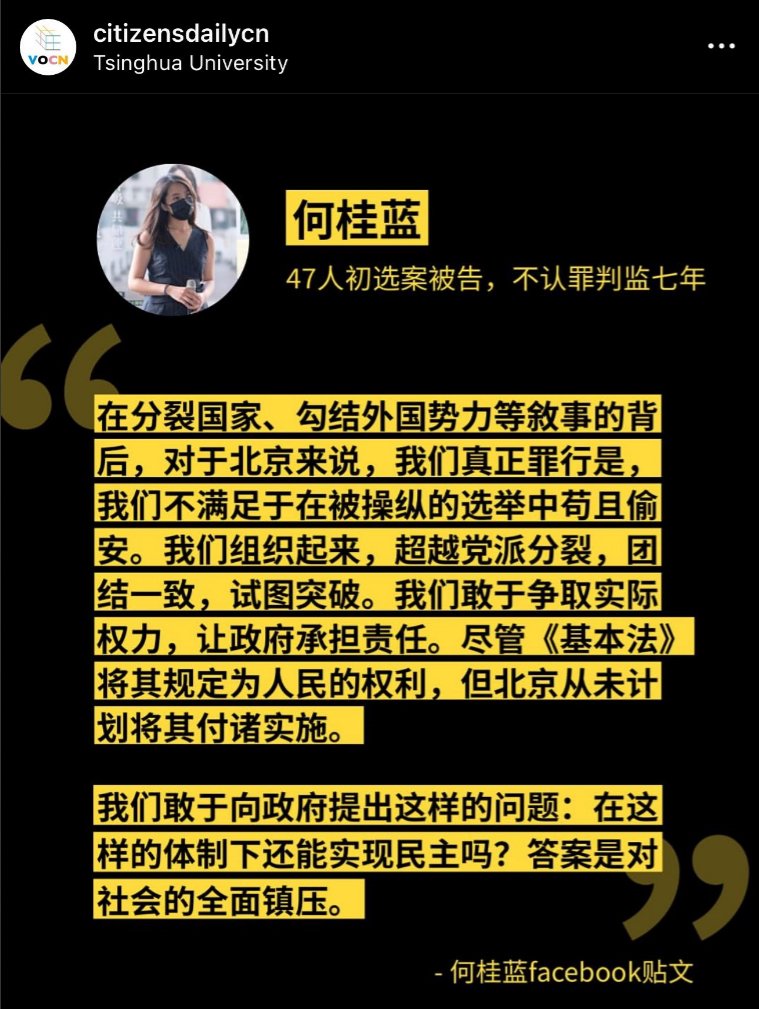 citizensdailycn
VOCN
Tsinghua University
何桂蓝
47人初选案被告，不认罪判监七年
“
在分裂国家、勾结外国势力等敘事的背
后，对于北京来说，我们真正罪行是，
我们不满足于在被操纵的选举中苟且偷
安。我们组织起来，超越党派分裂，团
结一致，试图突破。我们敢于争取实际
权力，让政府承担责任。尽管《基本法》
将其规定为人民的权利，但北京从未计
划将其付诸实施。
我们敢于向政府提出这样的问题：在这
样的体制下还能实现民主吗？答案是对
社会的全面镇压。
”
- 何桂蓝facebook贴文